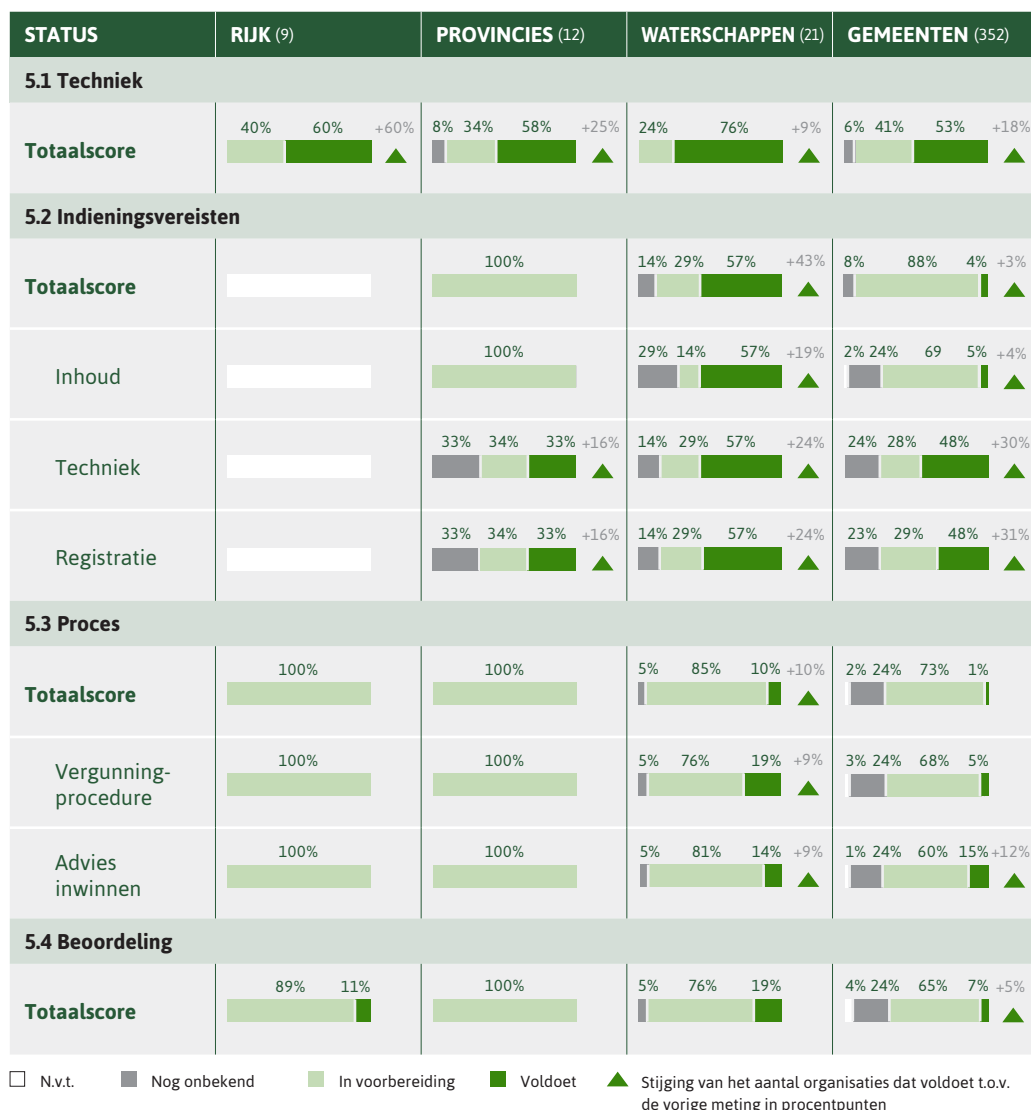 STATUS RIJK (9) PROVINCIES (12) WATERSCHAPPEN (21) GEMEENTEN (352)
5.1 Techniek
40% 60% +60% 8% 34% 58% +25% 24% 76% +9% 6% 41% 53% +18%
Totaalscore
5.2 Indieningsvereisten
100% 14% 29% 57% +43% 8% 88% 4% +3%
Totaalscore
100% 29% 14% 57% +19% 2% 24% 69 5% +4%
Inhoud
33% 34% 33% +16% 14% 29% 57% +24% 24% 28% 48% +30%
Techniek
33% 34% 33% +16% 14% 29% 57% +24% 23% 29% 48% +31%
Registratie
5.3 Proces
100% 100% 5% 85% 10% +10% 2% 24% 73% 1%
Totaalscore
100% 100% 5% 76% 19% +9% 3% 24% 68% 5%
Vergunning-
procedure
100% 100% 5% 81% 14% +9% 1% 24% 60% 15% +12%
Advies
inwinnen
5.4 Beoordeling
89% 11% 100% 5% 76% 19% 4% 24% 65% 7% +5%
Totaalscore
N.v.t. Nog onbekend In voorbereiding Voldoet Stijging van het aantal organisaties dat voldoet t.o.v.
de vorige meting in procentpunten